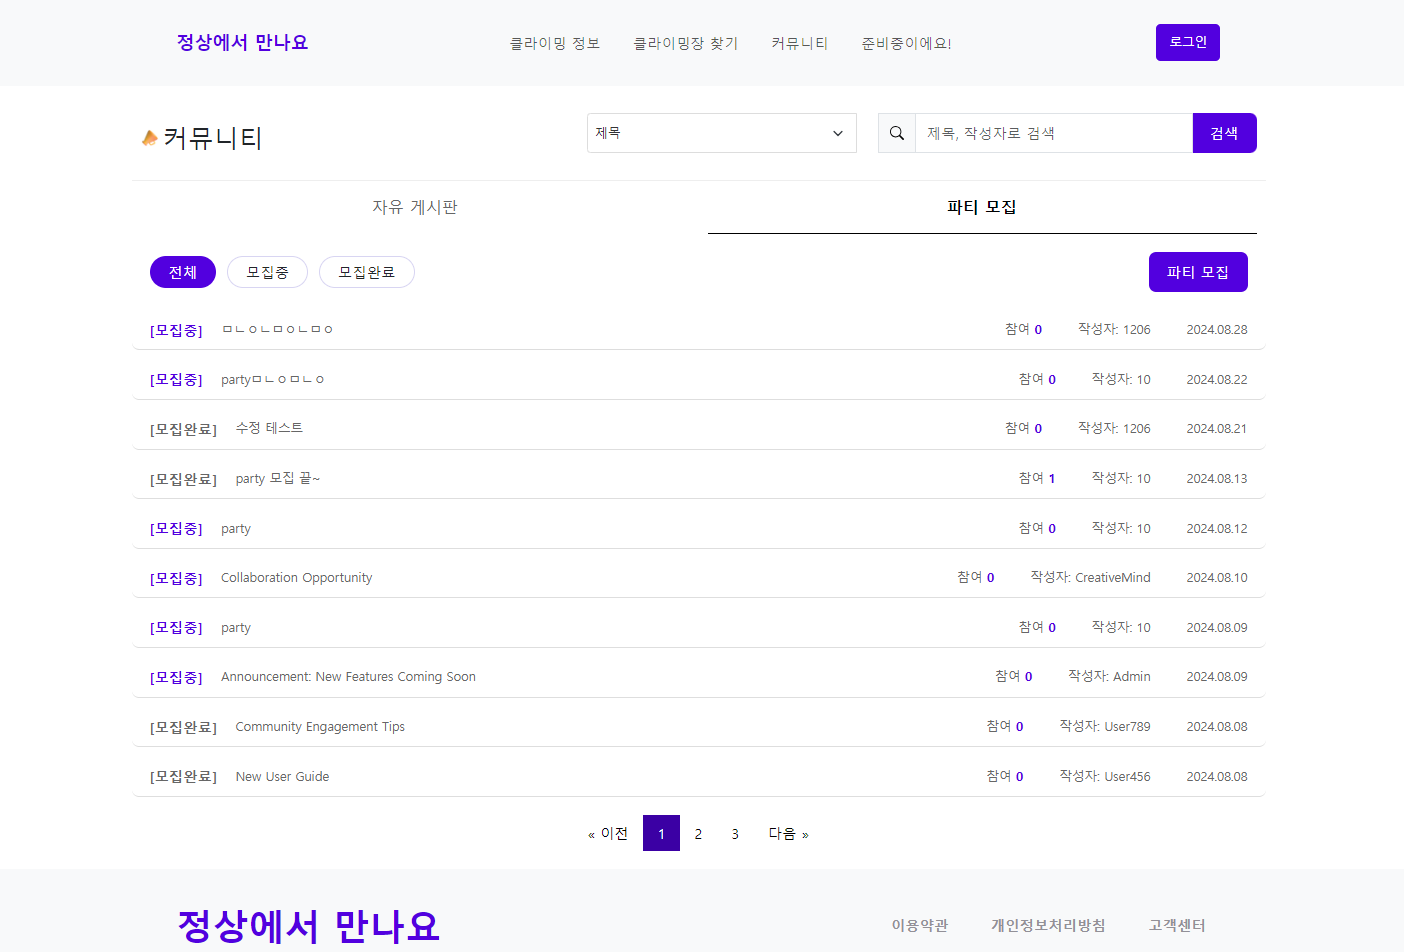 정상에서 만나요 클라이밍 정보 클라이밍장 찾기 커뮤니티 준비중이에요! 로그인
커뮤니티 제목 제목, 작성자로 검색 검색
자유 게시판 파티 모집
전체 모집중 모집완료 파티 모집
[모집중] ㅁㄴㅇㄴㅁㅇㄴㅁㅇ 참여 0 작성자: 1206 2024.08.28
[모집중] partyㅁㄴㅇㅁㄴㅇ 참여 0 작성자: 10 2024.08.22
[모집완료] 수정 테스트 참여 0 작성자: 1206 2024.08.21
[모집완료] party 모집 끝~ 참여 1 작성자: 10 2024.08.13
[모집중] party 참여 0 작성자: 10 2024.08.12
[모집중] Collaboration Opportunity 참여 0 작성자: CreativeMind 2024.08.10
[모집중] party 참여 0 작성자: 10 2024.08.09
[모집중] Announcement: New Features Coming Soon 참여 0 작성자: Admin 2024.08.09
[모집완료] Community Engagement Tips 참여 0 작성자: User789 2024.08.08
[모집완료] New User Guide 참여 0 작성자: User456 2024.08.08
« 이전 1 2 3 다음 »
정상에서 만나요 이용약관 개인정보처리방침 고객센터